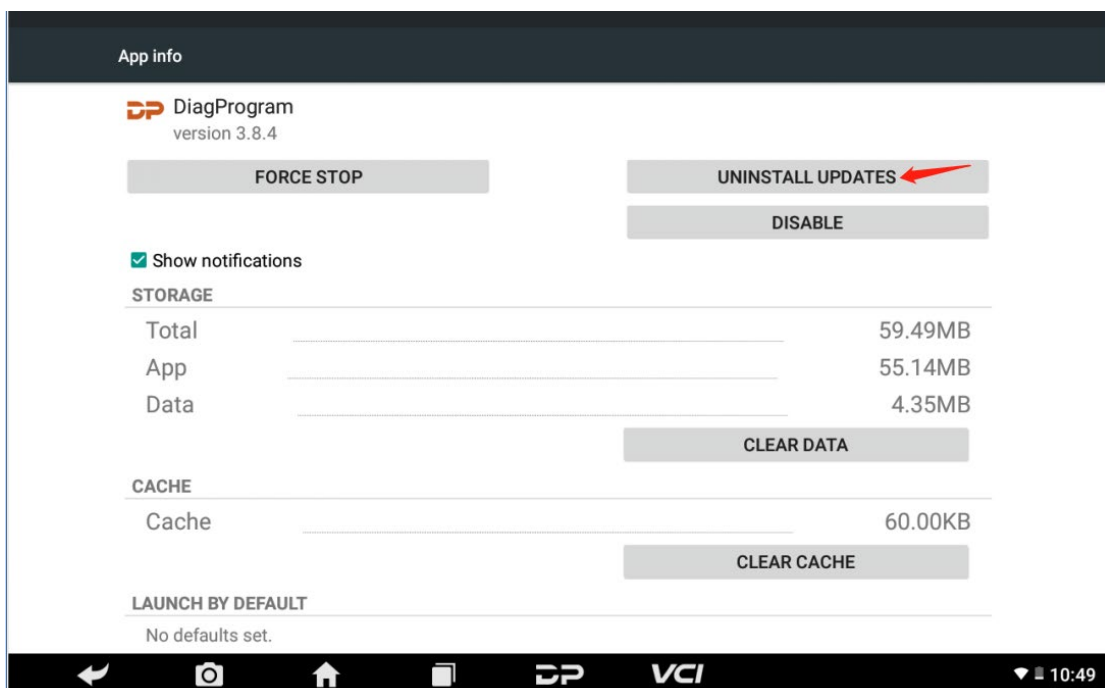 App info
DP DiagProgram
version 3.8.4
FORCE STOP
UNINSTALL UPDATES
DISABLE
Show notifications
STORAGE
Total 59.49MB
App 55.14MB
Data 4.35MB
CLEAR DATA
CACHE
Cache 60.00KB
CLEAR CACHE
LAUNCH BY DEFAULT
No defaults set.
DP VCI 10:49